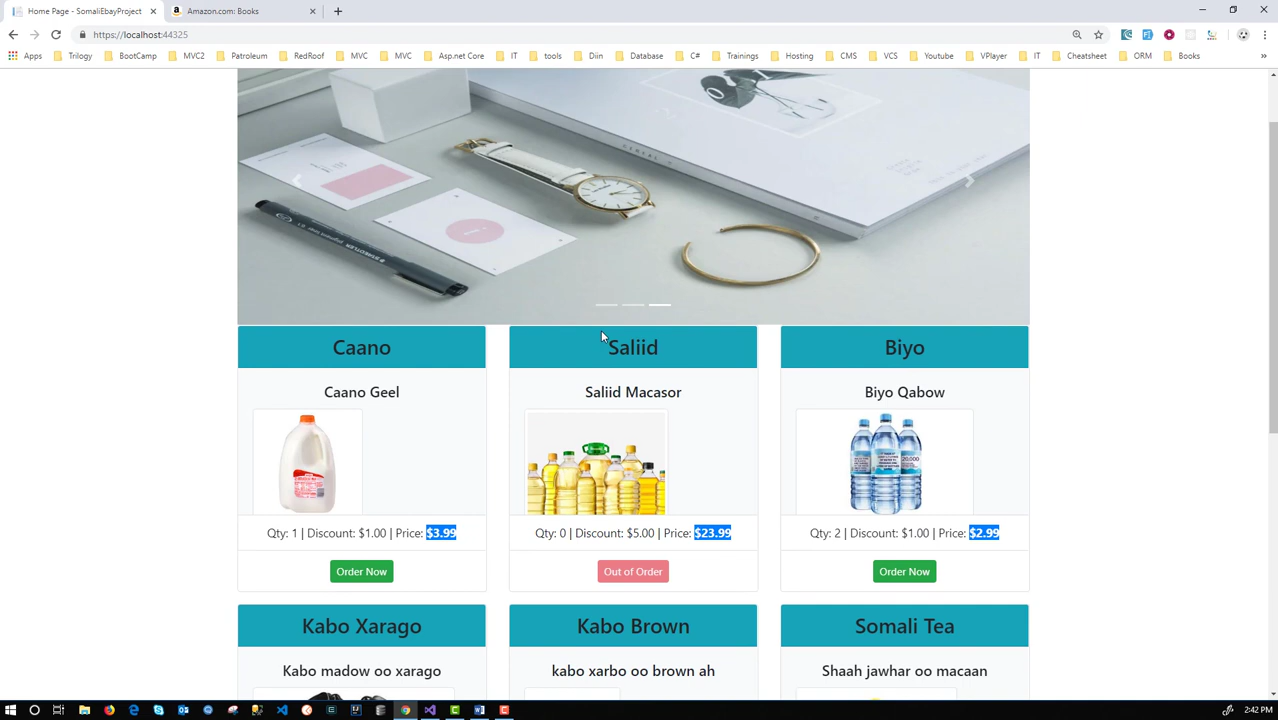 Home Page - SomaliEbayProject
Amazon.com: Books
https://localhost:44325
Apps Trilogy BootCamp MVC2 Patroleum RedRoof MVC MVC Asp.net Core IT tools Diin Database C# Trainings Hosting CMS VCS Youtube VPlayer IT Cheatsheet ORM Books »
Caano Saliid Biyo
Caano Geel Saliid Macasor Biyo Qabow
Qty: 1 | Discount: $1.00 | Price: $3.99 Qty: 0 | Discount: $5.00 | Price: $23.99 Qty: 2 | Discount: $1.00 | Price: $2.99
Order Now Out of Order Order Now
Kabo Xarago Kabo Brown Somali Tea
Kabo madow oo xarago kabo xarbo oo brown ah Shaah jawhar oo macaan
2:42 PM